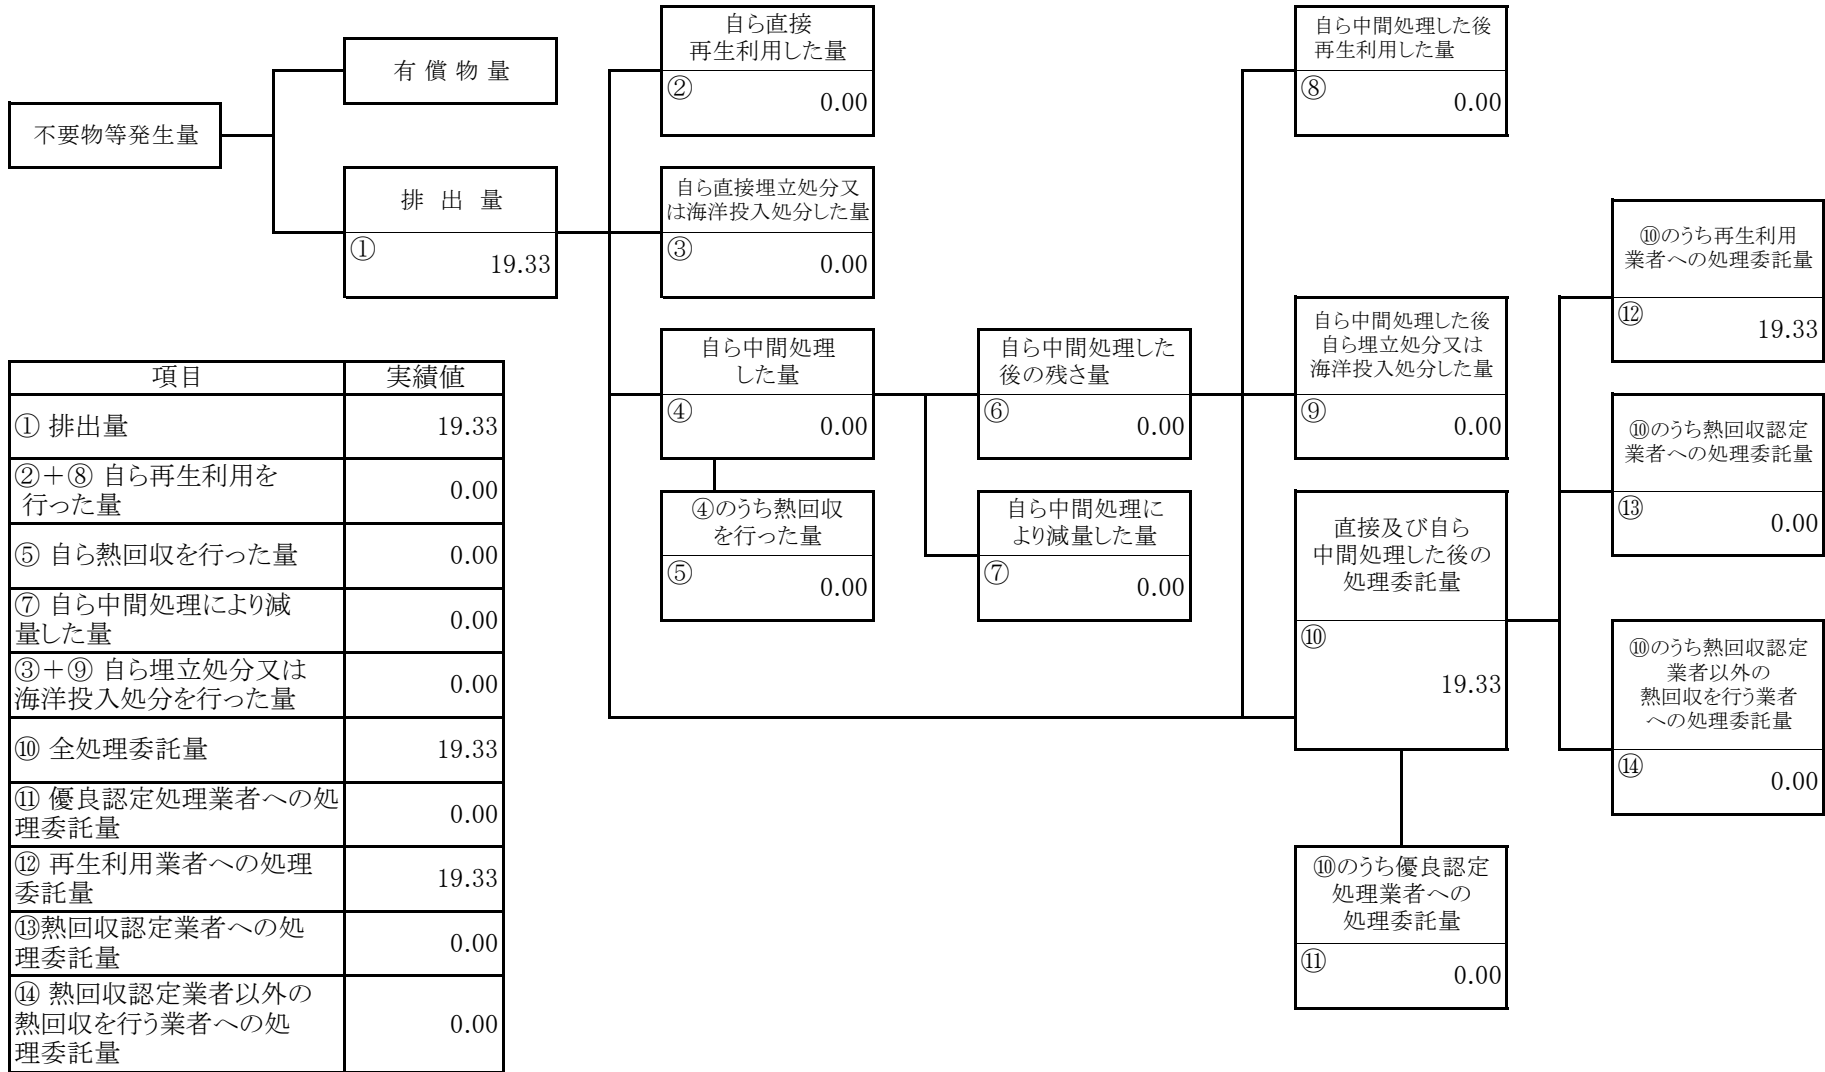 不要物等発生量
有 償 物 量
排 出 量
①
19.33
自ら直接
再生利用した量
②
0.00
自ら直接埋立処分又
は海洋投入処分した量
③
0.00
自ら中間処理
した量
④
0.00
④のうち熱回収
を行った量
⑤
0.00
自ら中間処理した
後の残さ量
⑥
0.00
自ら中間処理に
より減量した量
⑦
0.00
自ら中間処理した後
再生利用した量
⑧
0.00
自ら中間処理した後
自ら埋立処分又は
海洋投入処分した量
⑨
0.00
直接及び自ら
中間処理した後の
処理委託量
⑩
19.33
⑩のうち優良認定
処理業者への
処理委託量
⑪
0.00
⑩のうち再生利用
業者への処理委託量
⑫
19.33
⑩のうち熱回収認定
業者への処理委託量
⑬
0.00
⑩のうち熱回収認定
業者以外の
熱回収を行う業者
への処理委託量
⑭
0.00
項目 実績値
① 排出量 19.33
②＋⑧ 自ら再生利用を
行った量 0.00
⑤ 自ら熱回収を行った量 0.00
⑦ 自ら中間処理により減
量した量 0.00
③＋⑨ 自ら埋立処分又は
海洋投入処分を行った量 0.00
⑩ 全処理委託量 19.33
⑪ 優良認定処理業者への処
理委託量 0.00
⑫ 再生利用業者への処理
委託量 19.33
⑬熱回収認定業者への処
理委託量 0.00
⑭ 熱回収認定業者以外の
熱回収を行う業者への処
理委託量 0.00